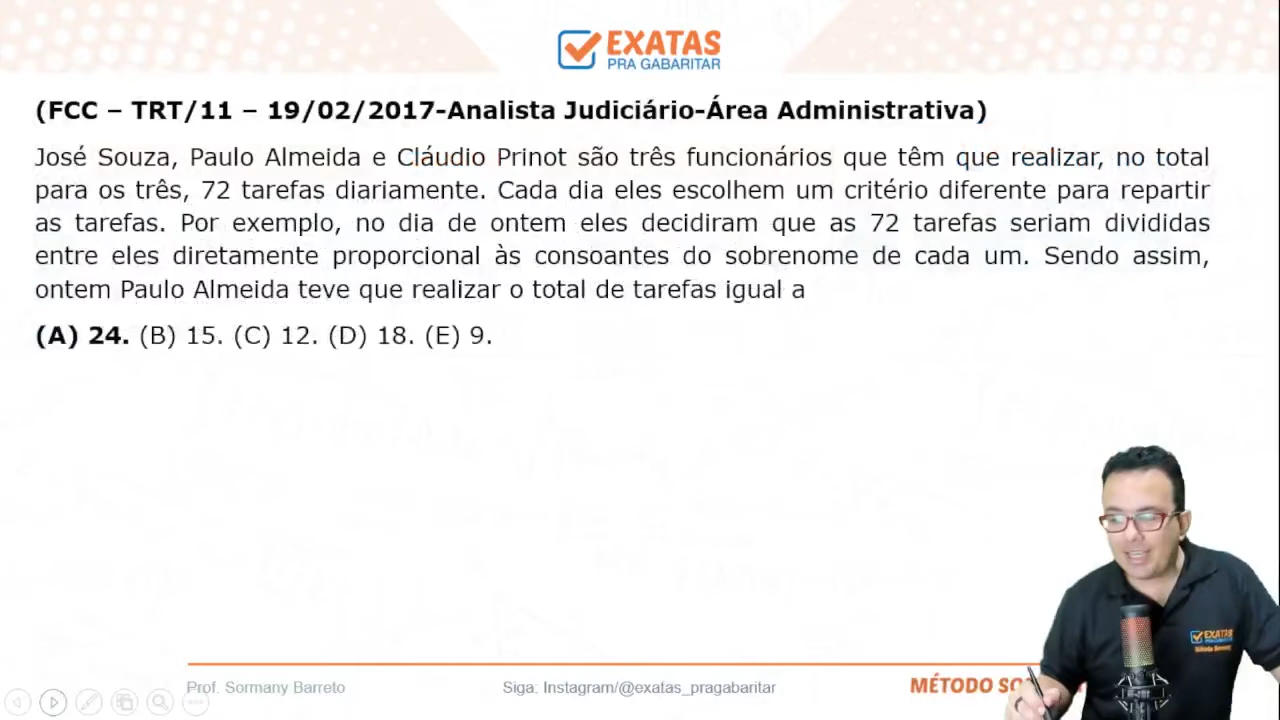 EXATAS
PRA GABARITAR
(FCC – TRT/11 – 19/02/2017-Analista Judiciário-Área Administrativa)
José Souza, Paulo Almeida e Cláudio Prinot são três funcionários que têm que realizar, no total
para os três, 72 tarefas diariamente. Cada dia eles escolhem um critério diferente para repartir
as tarefas. Por exemplo, no dia de ontem eles decidiram que as 72 tarefas seriam divididas
entre eles diretamente proporcional às consoantes do sobrenome de cada um. Sendo assim,
ontem Paulo Almeida teve que realizar o total de tarefas igual a
(A) 24. (B) 15. (C) 12. (D) 18. (E) 9.
EXATAS
Prof. Sormany Barreto
Siga: Instagram/@exatas_pragabaritar
MÉTODO